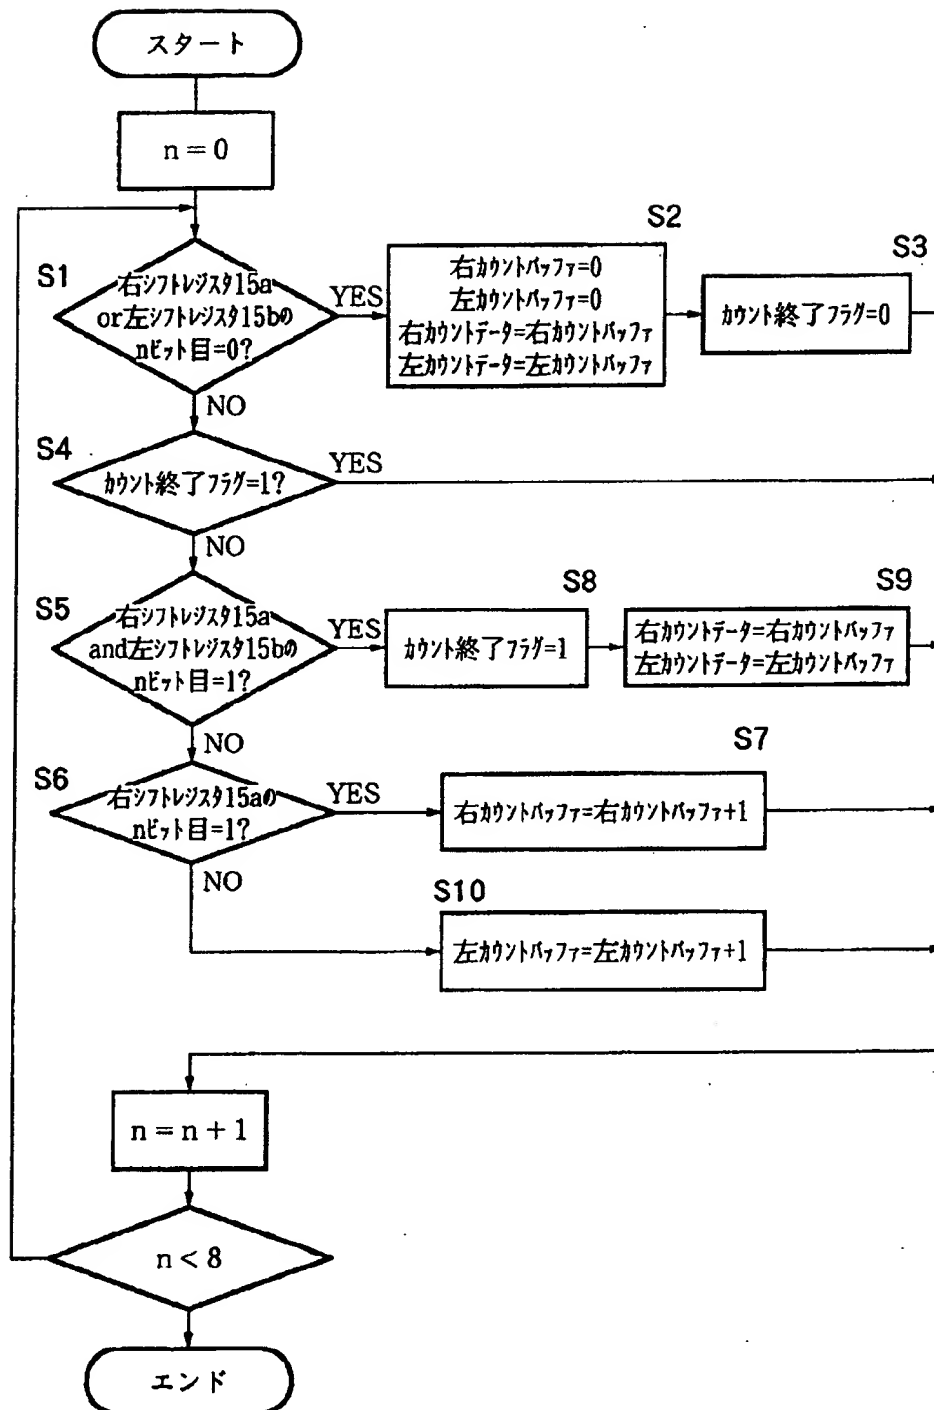 スタート
n = 0
S1
右ｼﾌﾄﾚｼﾞｽﾀ15a
or左ｼﾌﾄﾚｼﾞｽﾀ15bの
nﾋﾞｯﾄ目=0?
YES
NO
S2
右ｶｳﾝﾄﾊﾞｯﾌｧ=0
左ｶｳﾝﾄﾊﾞｯﾌｧ=0
右ｶｳﾝﾄﾃﾞｰﾀ=右ｶｳﾝﾄﾊﾞｯﾌｧ
左ｶｳﾝﾄﾃﾞｰﾀ=左ｶｳﾝﾄﾊﾞｯﾌｧ
S3
ｶｳﾝﾄ終了ﾌﾗｸﾞ=0
S4
ｶｳﾝﾄ終了ﾌﾗｸﾞ=1?
YES
NO
S5
右ｼﾌﾄﾚｼﾞｽﾀ15a
and左ｼﾌﾄﾚｼﾞｽﾀ15bの
nﾋﾞｯﾄ目=1?
YES
NO
S8
ｶｳﾝﾄ終了ﾌﾗｸﾞ=1
S9
右ｶｳﾝﾄﾃﾞｰﾀ=右ｶｳﾝﾄﾊﾞｯﾌｧ
左ｶｳﾝﾄﾃﾞｰﾀ=左ｶｳﾝﾄﾊﾞｯﾌｧ
S6
右ｼﾌﾄﾚｼﾞｽﾀ15aの
nﾋﾞｯﾄ目=1?
YES
NO
S7
右ｶｳﾝﾄﾊﾞｯﾌｧ=右ｶｳﾝﾄﾊﾞｯﾌｧ+1
S10
左ｶｳﾝﾄﾊﾞｯﾌｧ=左ｶｳﾝﾄﾊﾞｯﾌｧ+1
n = n + 1
n < 8
エンド